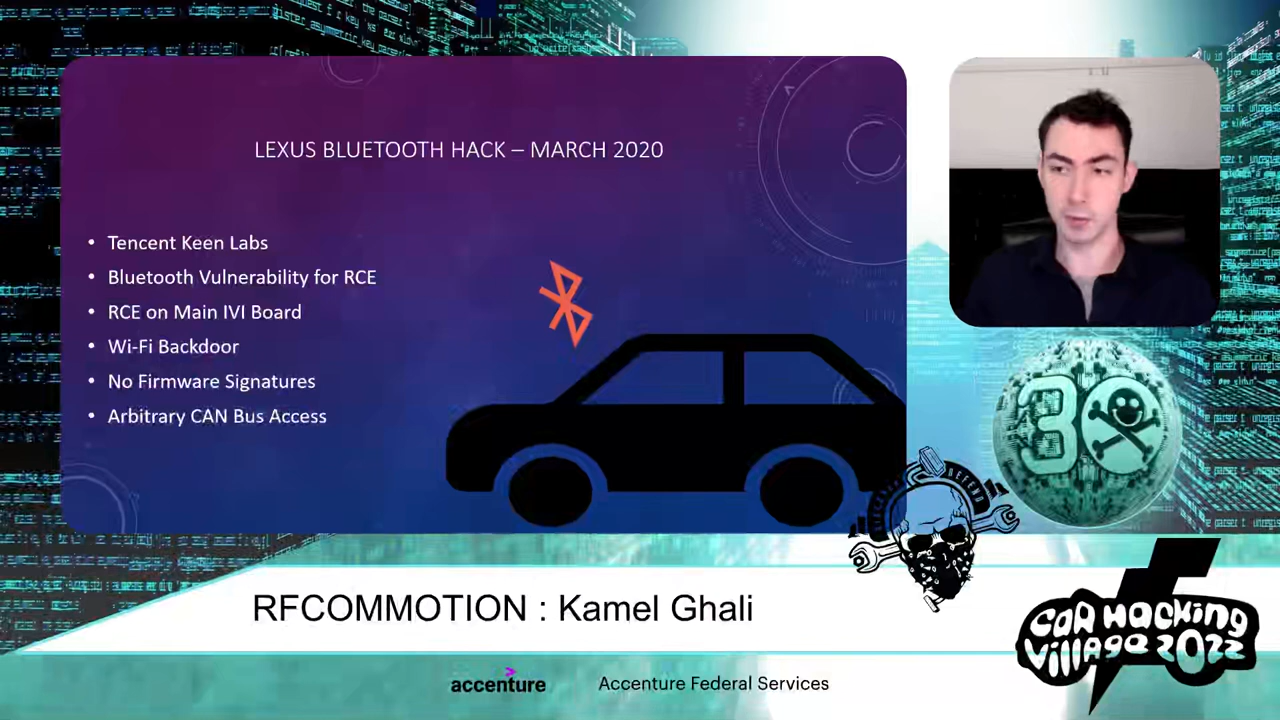 LEXUS BLUETOOTH HACK – MARCH 2020
• Tencent Keen Labs
• Bluetooth Vulnerability for RCE
• RCE on Main IVI Board
• Wi-Fi Backdoor
• No Firmware Signatures
• Arbitrary CAN Bus Access
30
DEFEND
RFCOMMOTION : Kamel Ghali
CAR HACKING
VILLAGE 2022
accenture
Accenture Federal Services